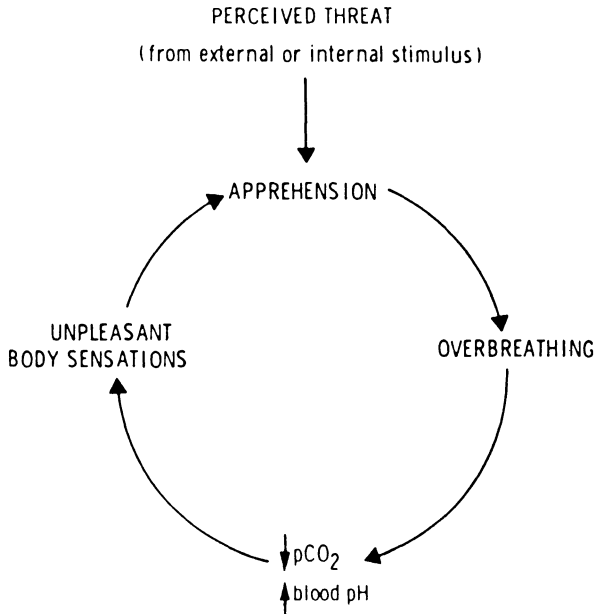 PERCEIVED THREAT
(from external or internal stimulus)
APPREHENSION
OVERBREATHING
↓pCO₂
↑blood pH
UNPLEASANT
BODY SENSATIONS